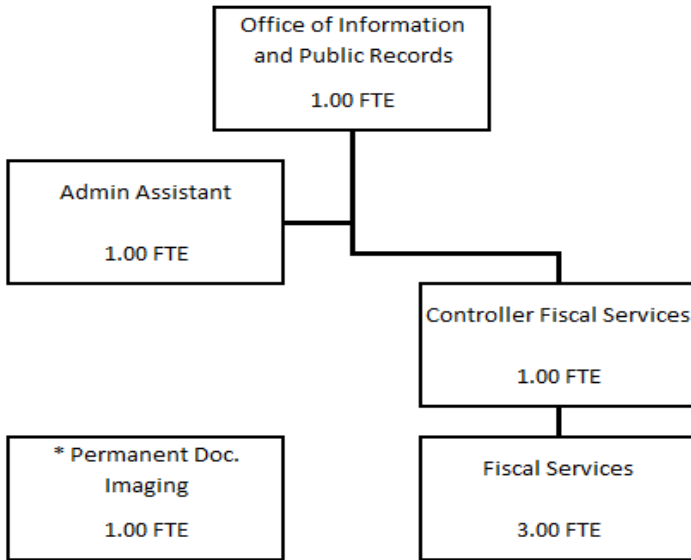 Office of Information
and Public Records
1.00 FTE
Admin Assistant
1.00 FTE
Controller Fiscal Services
1.00 FTE
* Permanent Doc.
Imaging
1.00 FTE
Fiscal Services
3.00 FTE